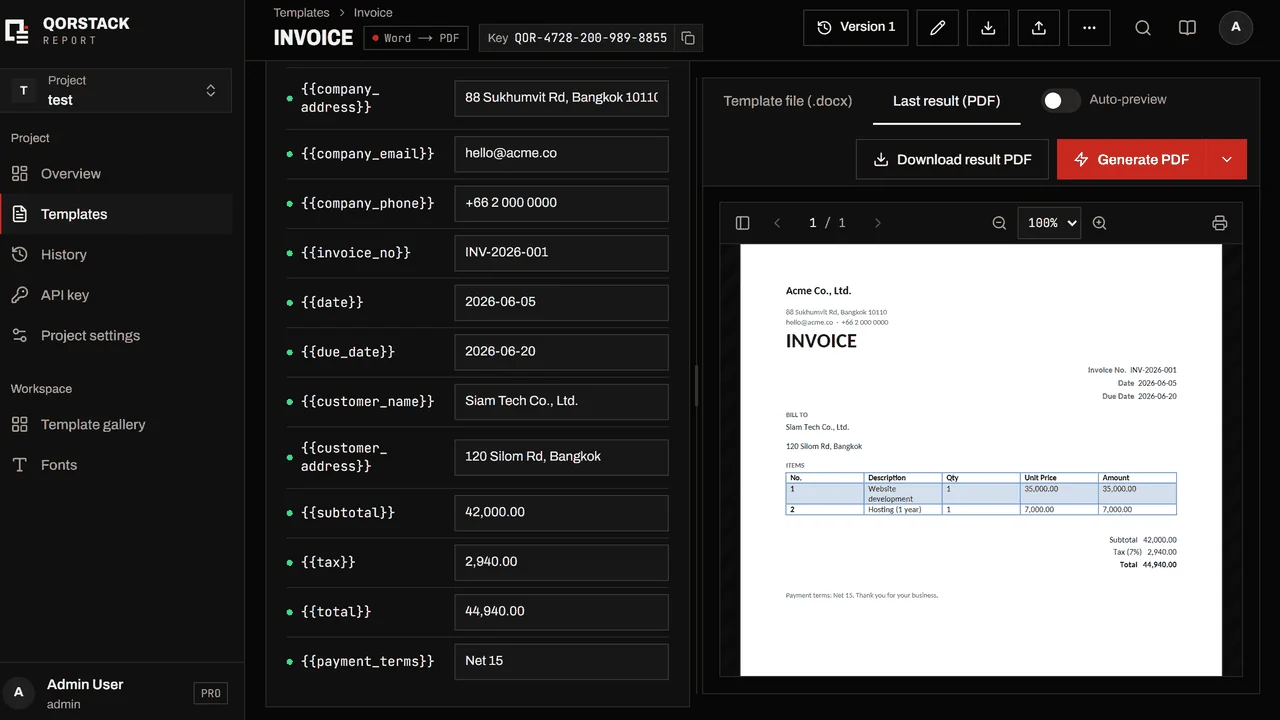 QORSTACK
REPORT
T
Project
test
Project
Overview
Templates
History
API key
Project settings
Workspace
Template gallery
Fonts
A
Admin User
admin
PRO
Templates > Invoice
INVOICE
Word → PDF
Key QOR-4728-200-989-8855
Version 1
A
{{company_
address}}
88 Sukhumvit Rd, Bangkok 10110
{{company_email}}
hello@acme.co
{{company_phone}}
+66 2 000 0000
{{invoice_no}}
INV-2026-001
{{date}}
2026-06-05
{{due_date}}
2026-06-20
{{customer_name}}
Siam Tech Co., Ltd.
{{customer_
address}}
120 Silom Rd, Bangkok
{{subtotal}}
42,000.00
{{tax}}
2,940.00
{{total}}
44,940.00
{{payment_terms}}
Net 15
Template file (.docx)
Last result (PDF)
Auto-preview
Download result PDF
Generate PDF
1 / 1
100%
Acme Co., Ltd.
88 Sukhumvit Rd, Bangkok 10110
hello@acme.co · +66 2 000 0000
INVOICE
Invoice No. INV-2026-001
Date 2026-06-05
Due Date 2026-06-20
BILL TO
Siam Tech Co., Ltd.
120 Silom Rd, Bangkok
ITEMS
No. Description Qty Unit Price Amount
1 Website development 1 35,000.00 35,000.00
2 Hosting (1 year) 1 7,000.00 7,000.00
Subtotal 42,000.00
Tax (7%) 2,940.00
Total 44,940.00
Payment terms: Net 15. Thank you for your business.